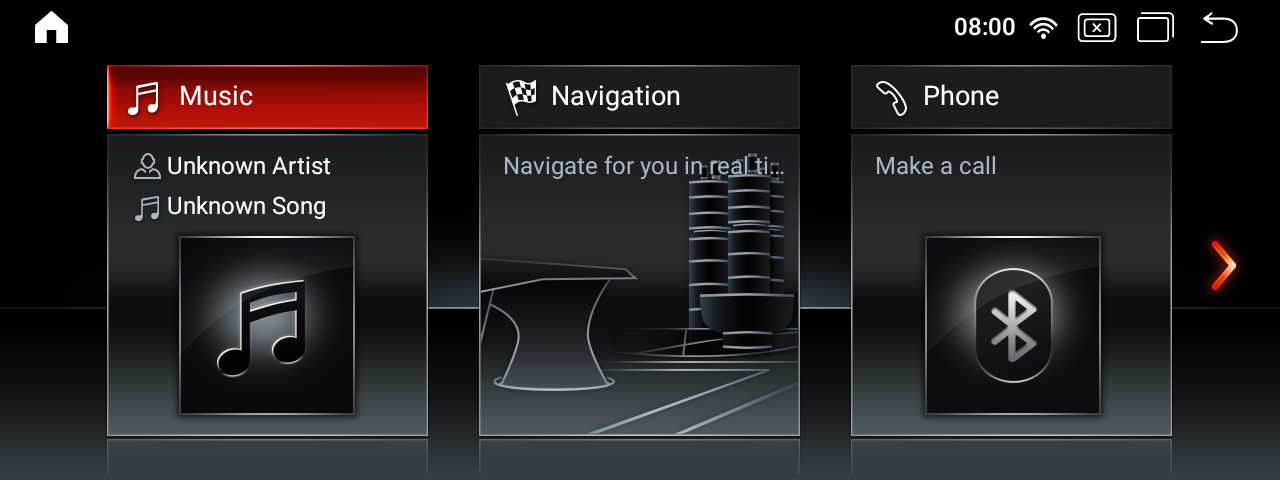 08:00
Music
Navigation
Phone
Unknown Artist
Unknown Song
Navigate for you in real ti...
Make a call